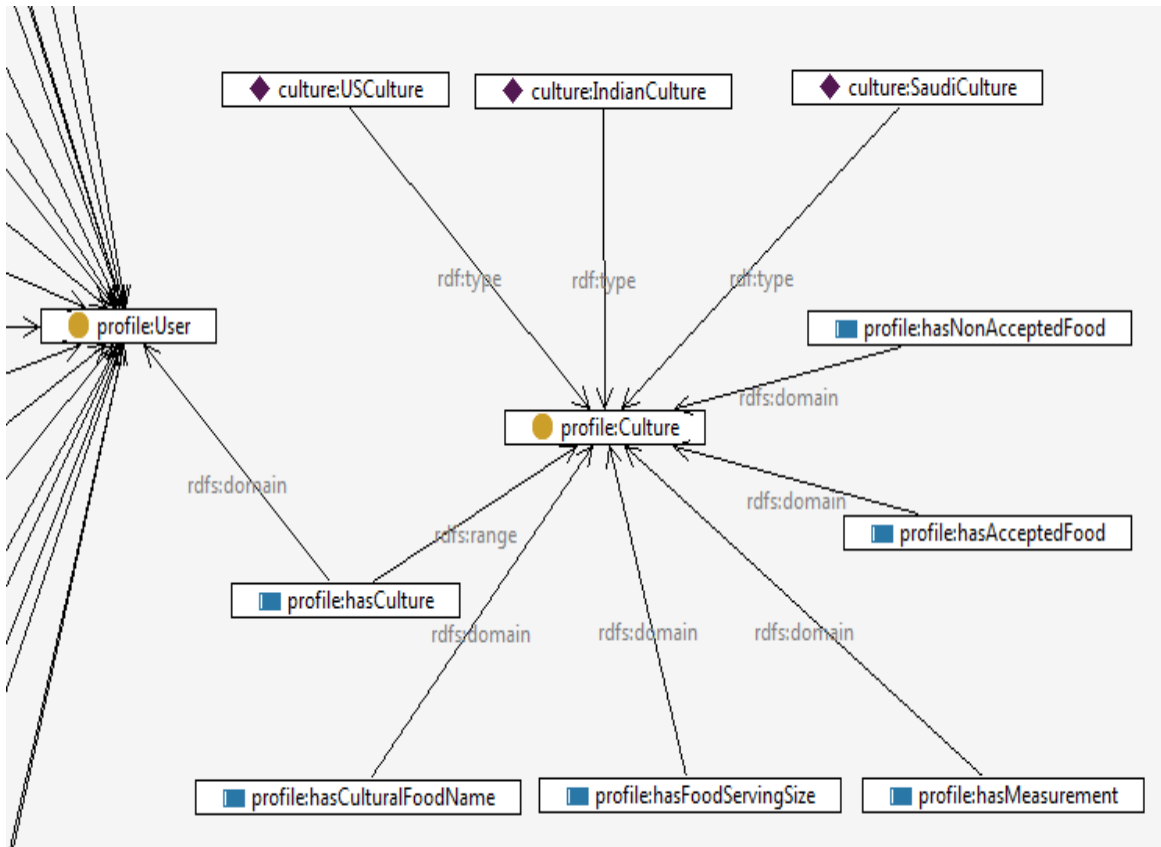 culture:USCulture
culture:IndianCulture
culture:SaudiCulture
rdf:type
rdf:type
rdf:type
profile:User
profile:hasNonAcceptedFood
rdfs:domain
profile:Culture
rdfs:domain
rdfs:domain
profile:hasAcceptedFood
rdfs:range
profile:hasCulture
rdfs:domain
rdfs:domain
rdfs:domain
profile:hasCulturalFoodName
profile:hasFoodServingSize
profile:hasMeasurement